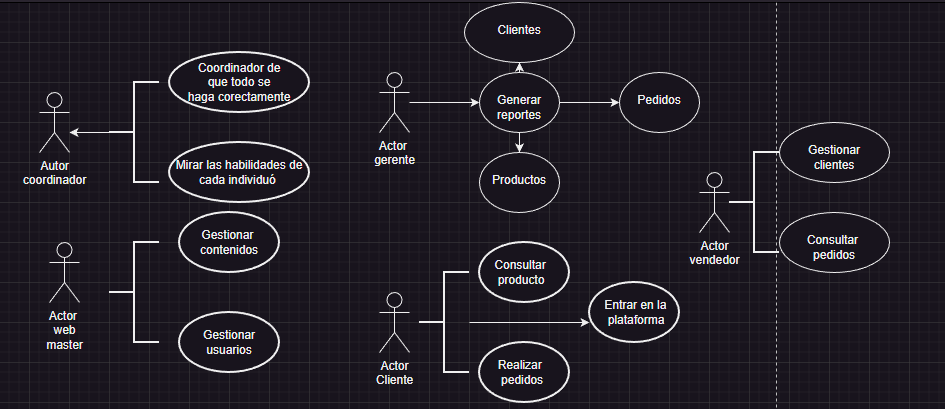 Coordinador de
que todo se
haga corectamente
Autor
coordinador
Mirar las habilidades de
cada individuó
Clientes
Actor
gerente
Generar
reportes
Pedidos
Productos
Gestionar
clientes
Actor
vendedor
Consultar
pedidos
Gestionar
contenidos
Actor
web
master
Gestionar
usuarios
Consultar
producto
Entrar en la
plataforma
Actor
Cliente
Realizar
pedidos